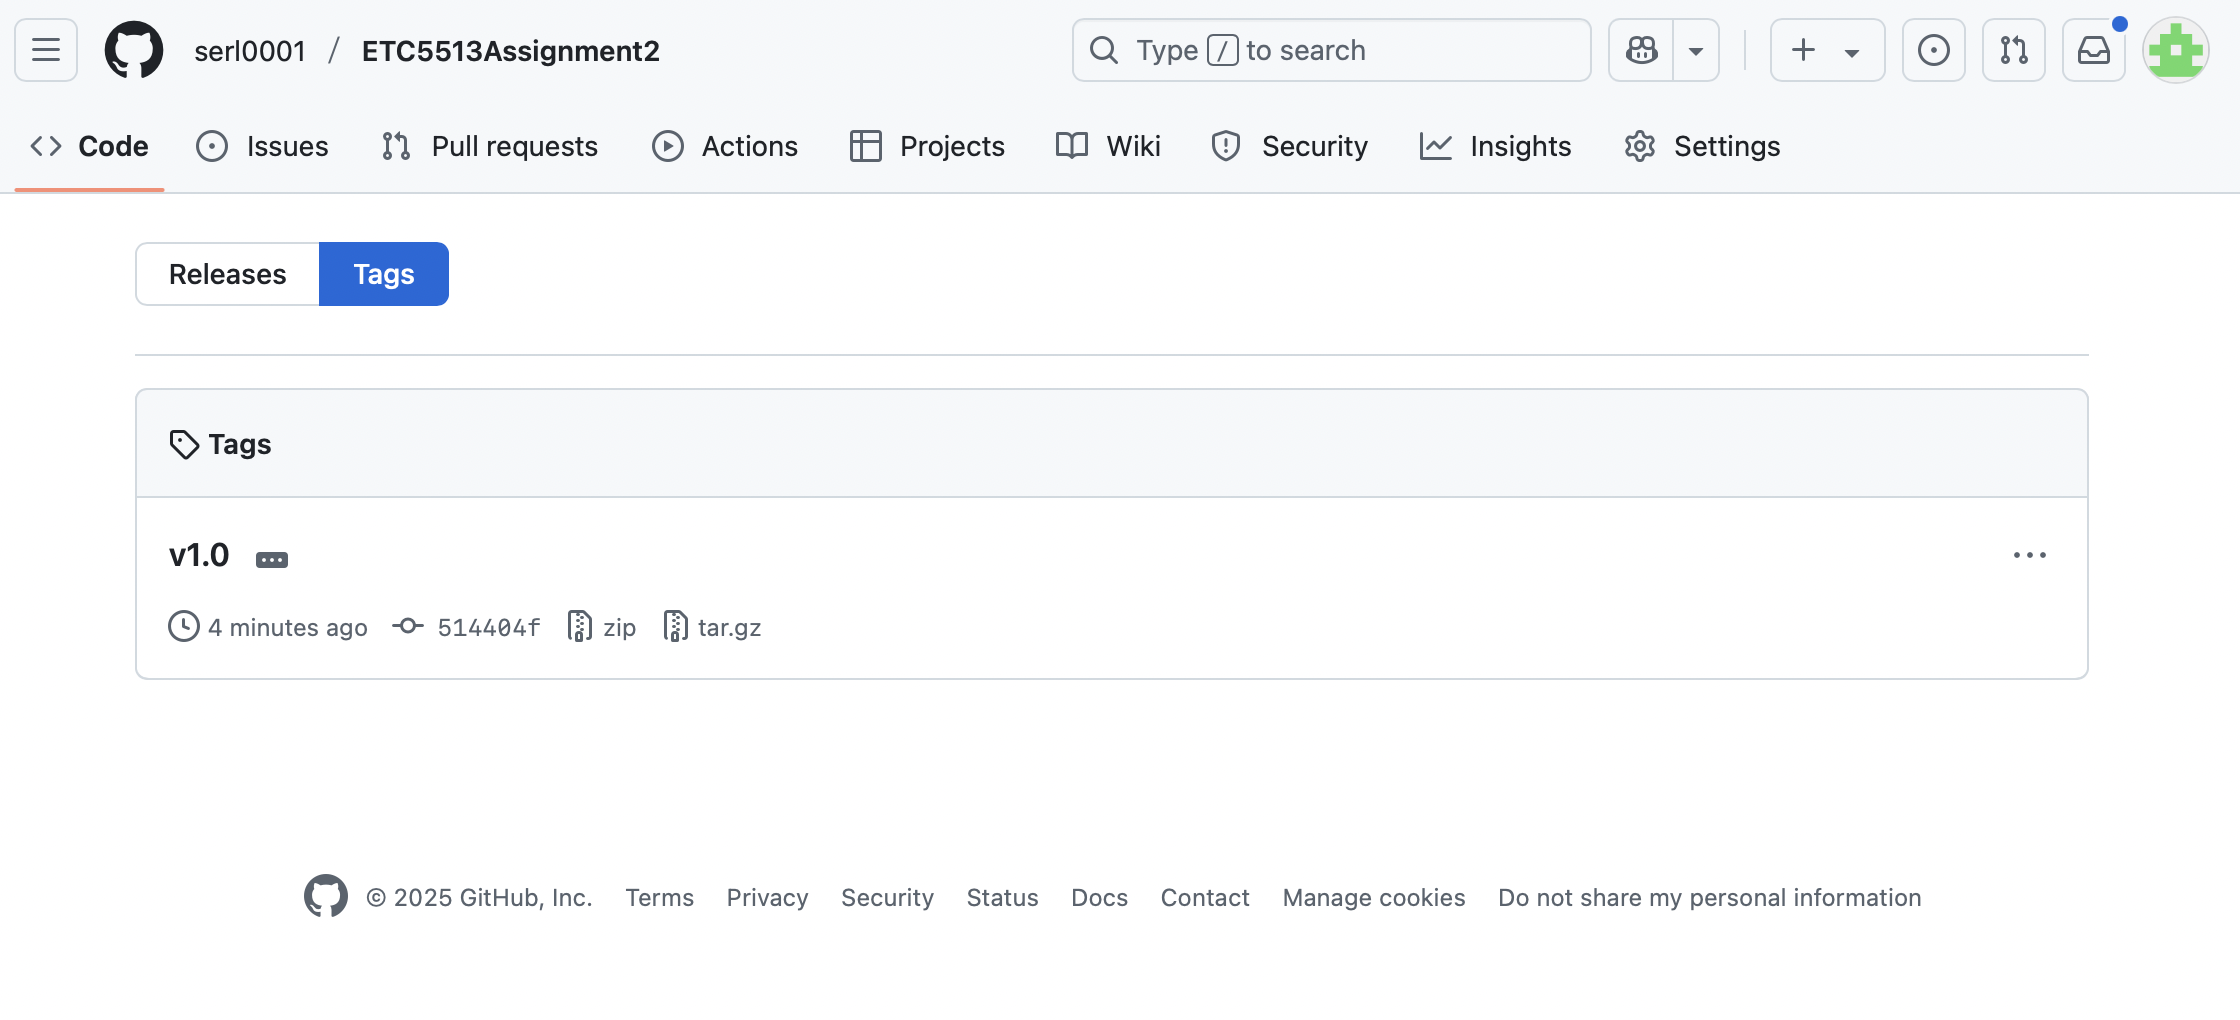 serl0001 / ETC5513Assignment2
Type / to search
Code Issues Pull requests Actions Projects Wiki Security Insights Settings
Releases Tags
Tags
v1.0
4 minutes ago 514404f zip tar.gz
© 2025 GitHub, Inc. Terms Privacy Security Status Docs Contact Manage cookies Do not share my personal information